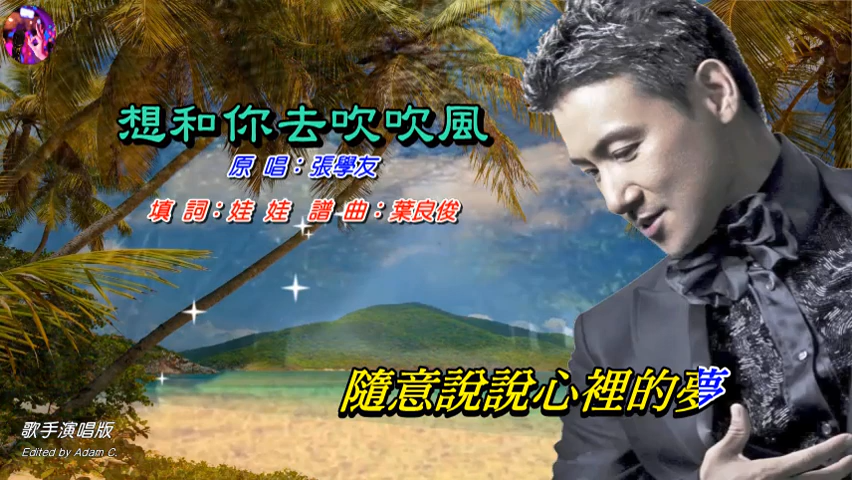 想和你去吹吹風
原 唱：張學友
填 詞：娃 娃 譜 曲：葉良俊
隨意說說心裡的夢
歌手演唱版
Edited by Adam C.